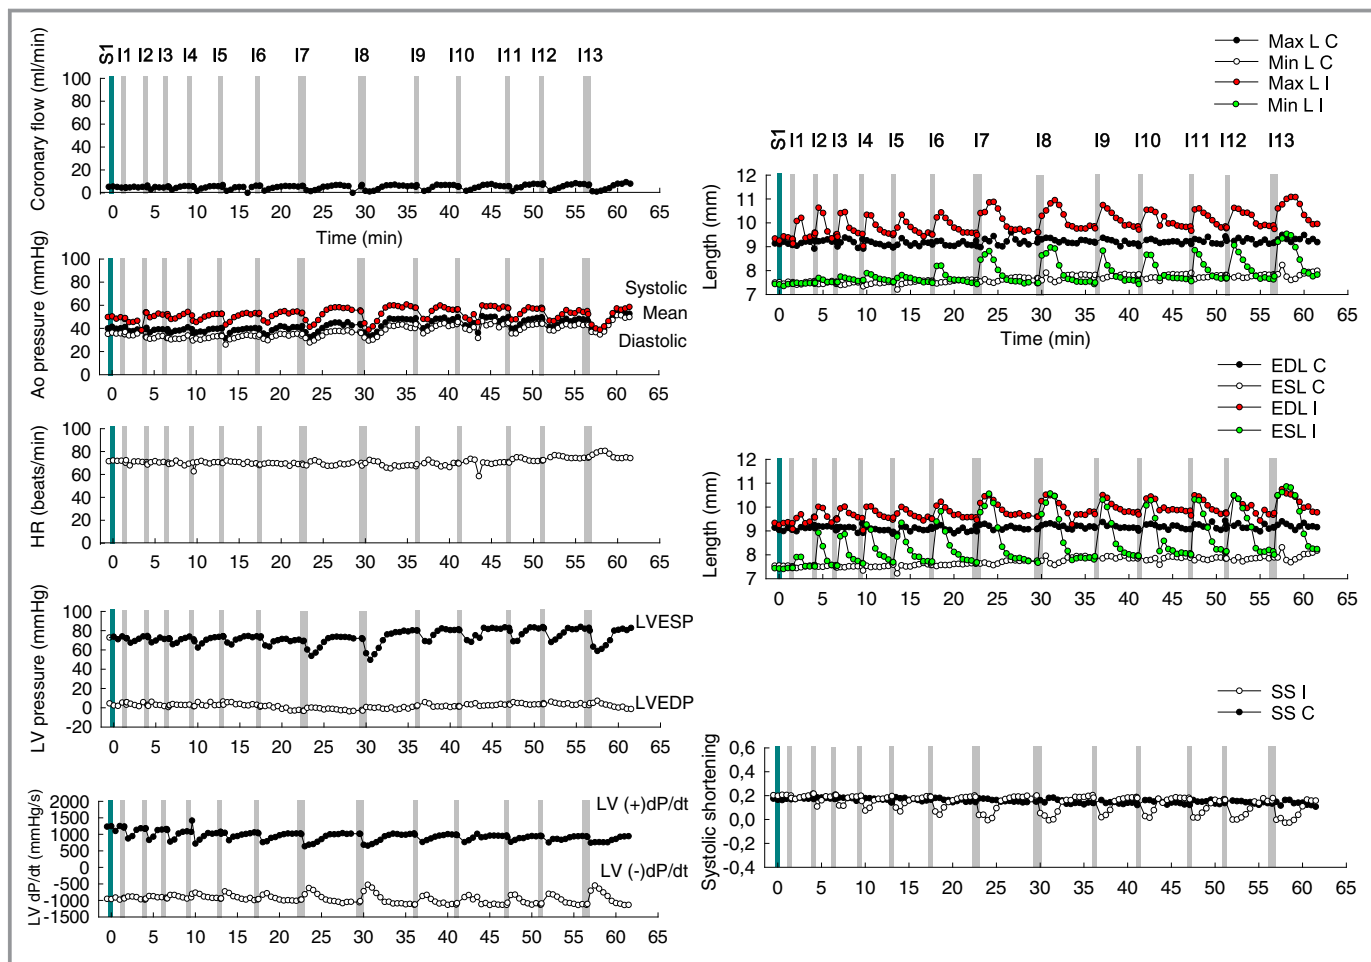 S1 I1 I2 I3 I4 I5 I6 I7 I8 I9 I10 I11 I12 I13
Coronary flow (ml/min)
100
80
60
40
20
0
0 5 10 15 20 25 30 35 40 45 50 55 60 65
Time (min)
Ao pressure (mmHg)
100
80
60
40
20
0
Systolic
Mean
Diastolic
0 5 10 15 20 25 30 35 40 45 50 55 60 65
HR (beats/min)
100
80
60
40
20
0
0 5 10 15 20 25 30 35 40 45 50 55 60 65
LV pressure (mmHg)
100
80
60
40
20
0
-20
LVESP
LVEDP
0 5 10 15 20 25 30 35 40 45 50 55 60 65
LV dP/dt (mmHg/s)
2000
1500
1000
500
0
-500
-1000
-1500
LV (+)dP/dt
LV (-)dP/dt
0 5 10 15 20 25 30 35 40 45 50 55 60 65
Max L C
Min L C
Max L I
Min L I
S1 I1 I2 I3 I4 I5 I6 I7 I8 I9 I10 I11 I12 I13
Length (mm)
12
11
10
9
8
7
0 5 10 15 20 25 30 35 40 45 50 55 60 65
Time (min)
EDL C
ESL C
EDL I
ESL I
Length (mm)
12
11
10
9
8
7
0 5 10 15 20 25 30 35 40 45 50 55 60 65
SS I
SS C
Systolic shortening
0,6
0,4
0,2
0,0
-0,2
-0,4
0 5 10 15 20 25 30 35 40 45 50 55 60 65